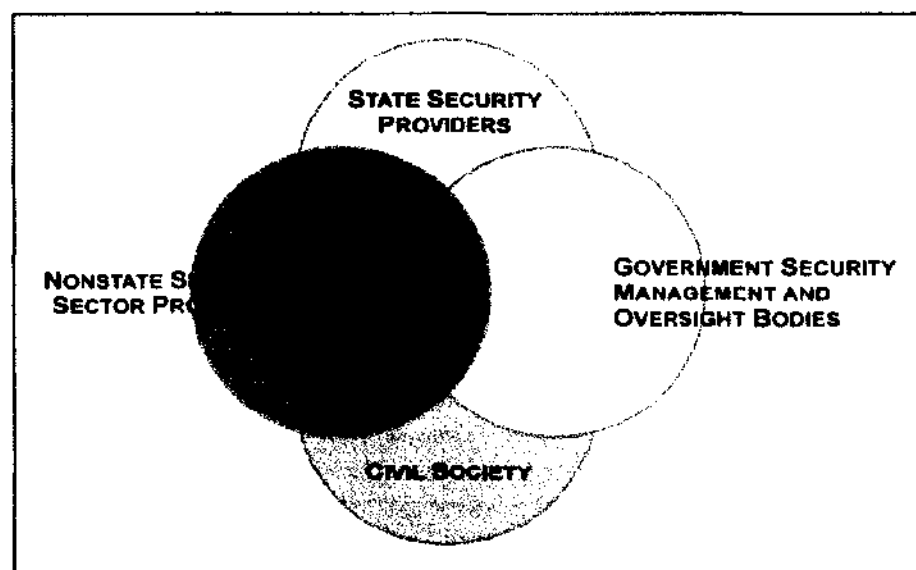 STATE SECURITY
PROVIDERS
NONSTATE
SECTOR
GOVERNMENT SECURITY
MANAGEMENT AND
OVERSIGHT BODIES
CIVIL SOCIETY